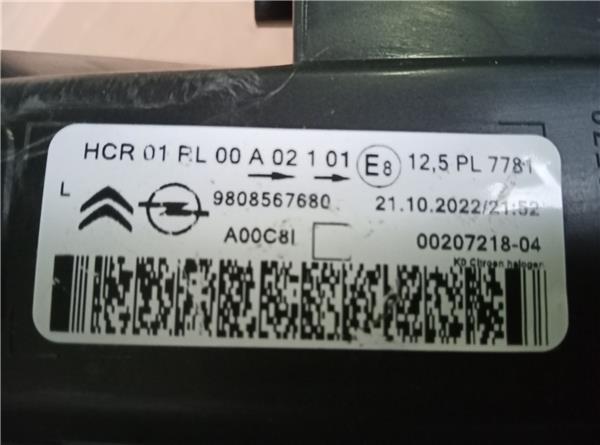 HCR 01 RL 00 A 02 1 01 E8 12,5 PL 7781
L
9808567680 21.10.2022/21:52
A00C8I 00207218-04
KD Citroen halogen